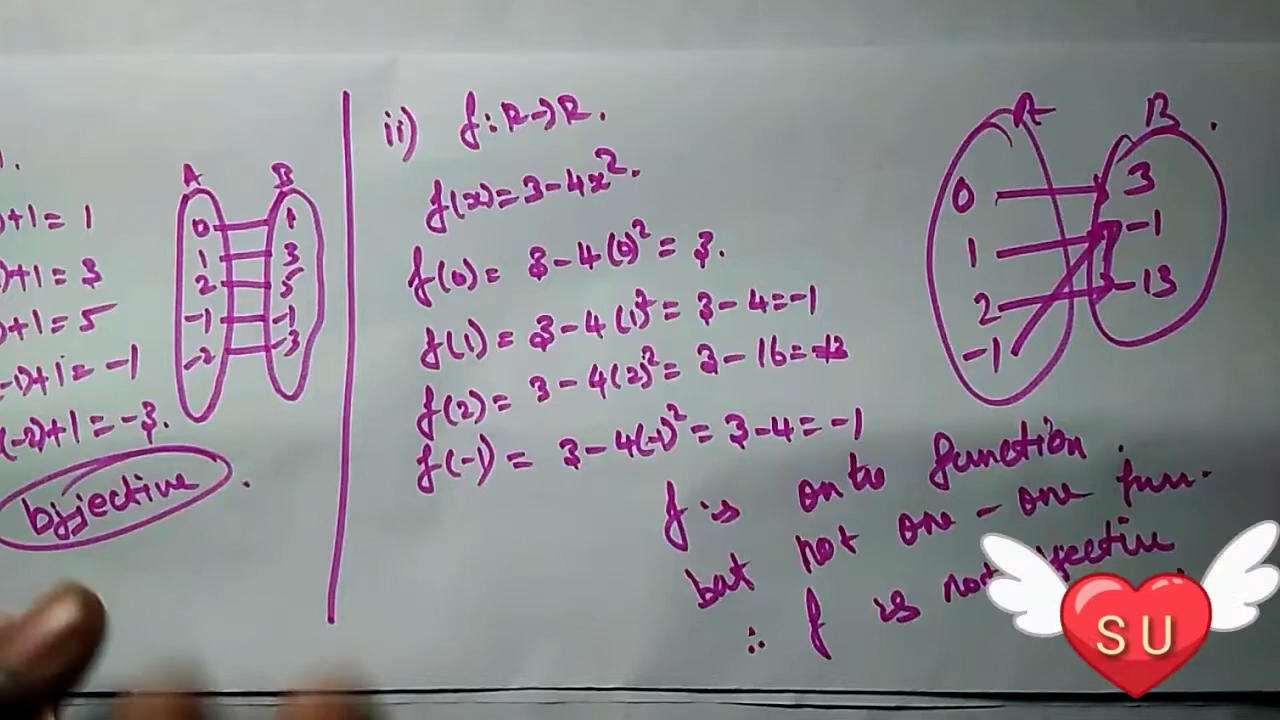 )+1 = 1
)+1 = 3
)+1 = 5
-1)+1 = -1
(-2)+1 = -3.
A B
0 1
1 3
2 5
-1 -1
-2 -3
bijective.
ii) f: R→R.
f(x) = 3-4x².
f(0) = 3-4(0)² = 3.
f(1) = 3-4(1)² = 3-4 = -1
f(2) = 3-4(2)² = 3-16 = -13
f(-1) = 3-4(-1)² = 3-4 = -1
A B
0 3
1 -1
2 -13
-1
f is onto function.
but not one-one fun.
∴ f is not
SU